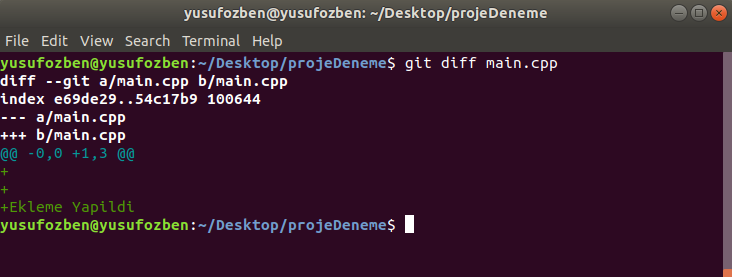 yusufozben@yusufozben: ~/Desktop/projeDeneme
File Edit View Search Terminal Help
yusufozben@yusufozben:~/Desktop/projeDeneme$ git diff main.cpp
diff --git a/main.cpp b/main.cpp
index e69de29..54c17b9 100644
--- a/main.cpp
+++ b/main.cpp
@@ -0,0 +1,3 @@
+
+
+Ekleme Yapildi
yusufozben@yusufozben:~/Desktop/projeDeneme$